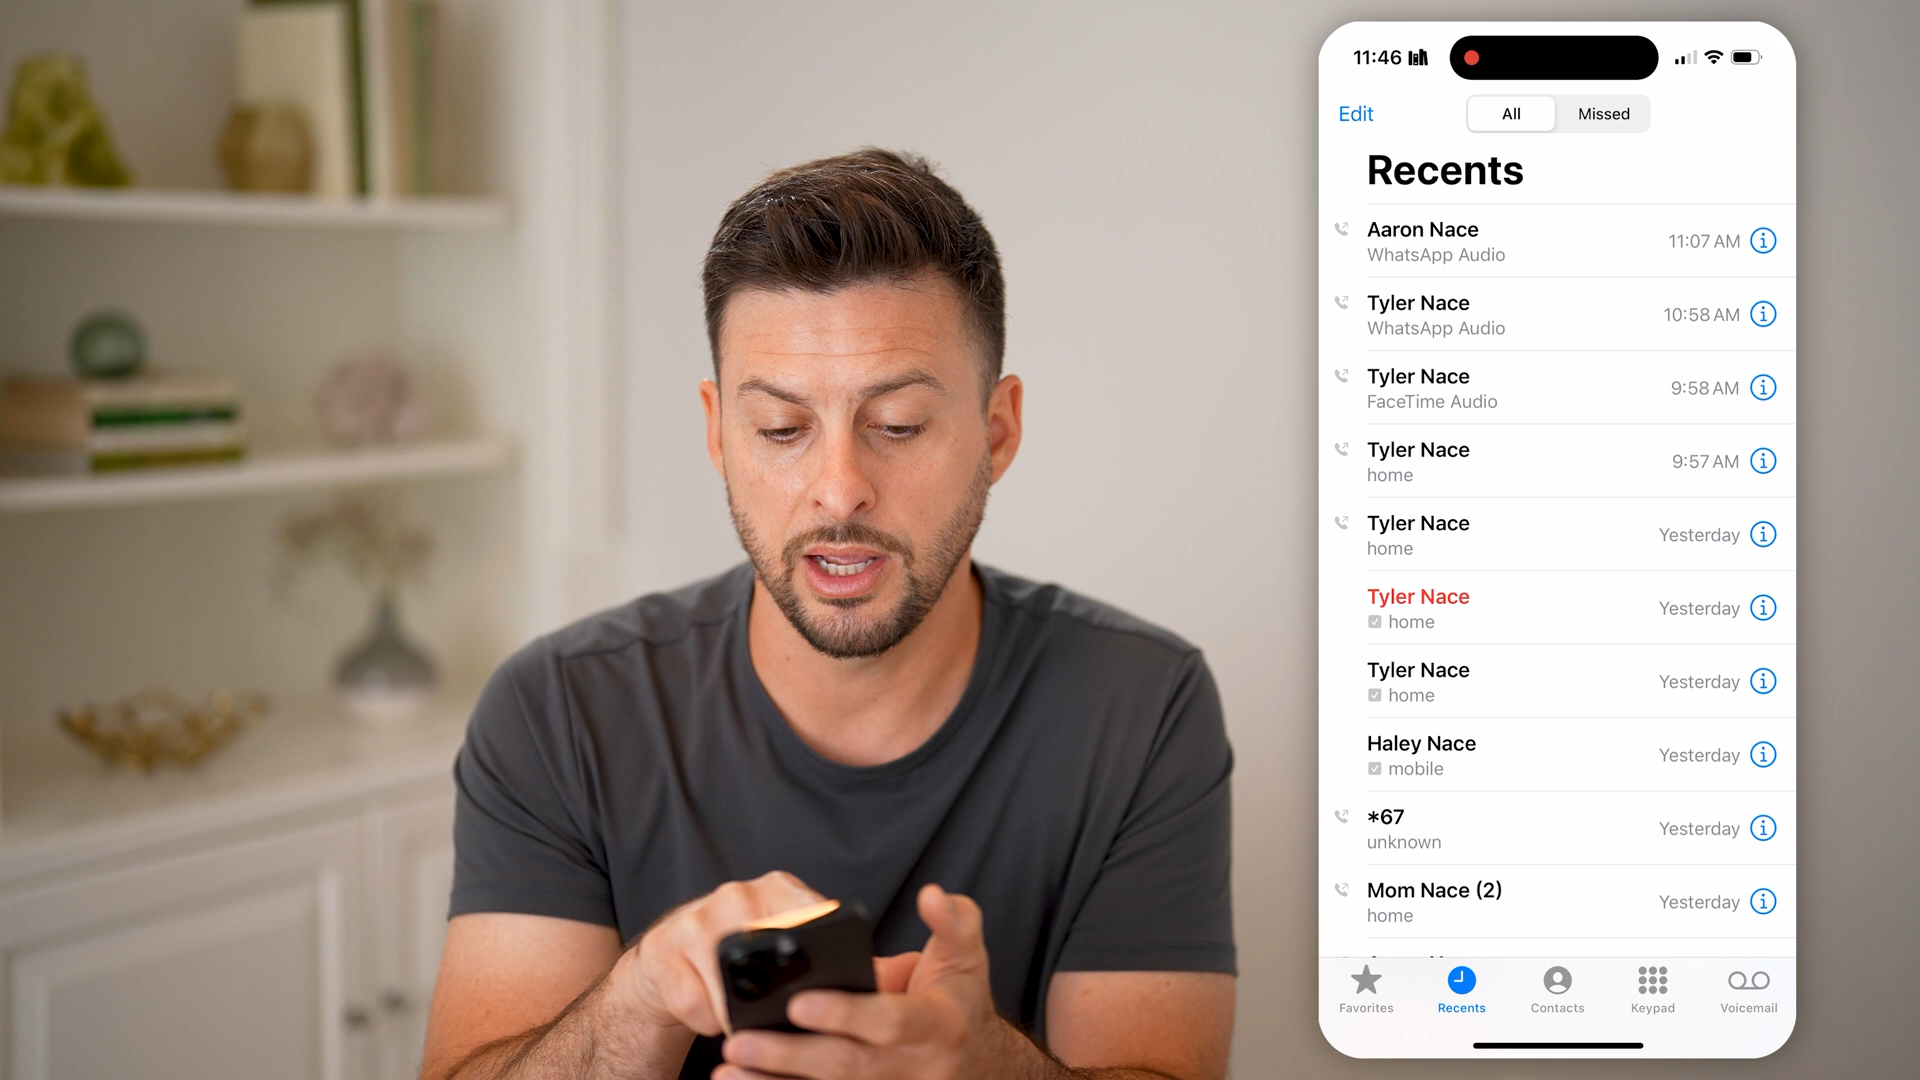 11:46
Edit
All
Missed
Recents
Aaron Nace
WhatsApp Audio
11:07 AM
Tyler Nace
WhatsApp Audio
10:58 AM
Tyler Nace
FaceTime Audio
9:58 AM
Tyler Nace
home
9:57 AM
Tyler Nace
home
Yesterday
Tyler Nace
home
Yesterday
Tyler Nace
home
Yesterday
Haley Nace
mobile
Yesterday
*67
unknown
Yesterday
Mom Nace (2)
home
Yesterday
Favorites
Recents
Contacts
Keypad
Voicemail